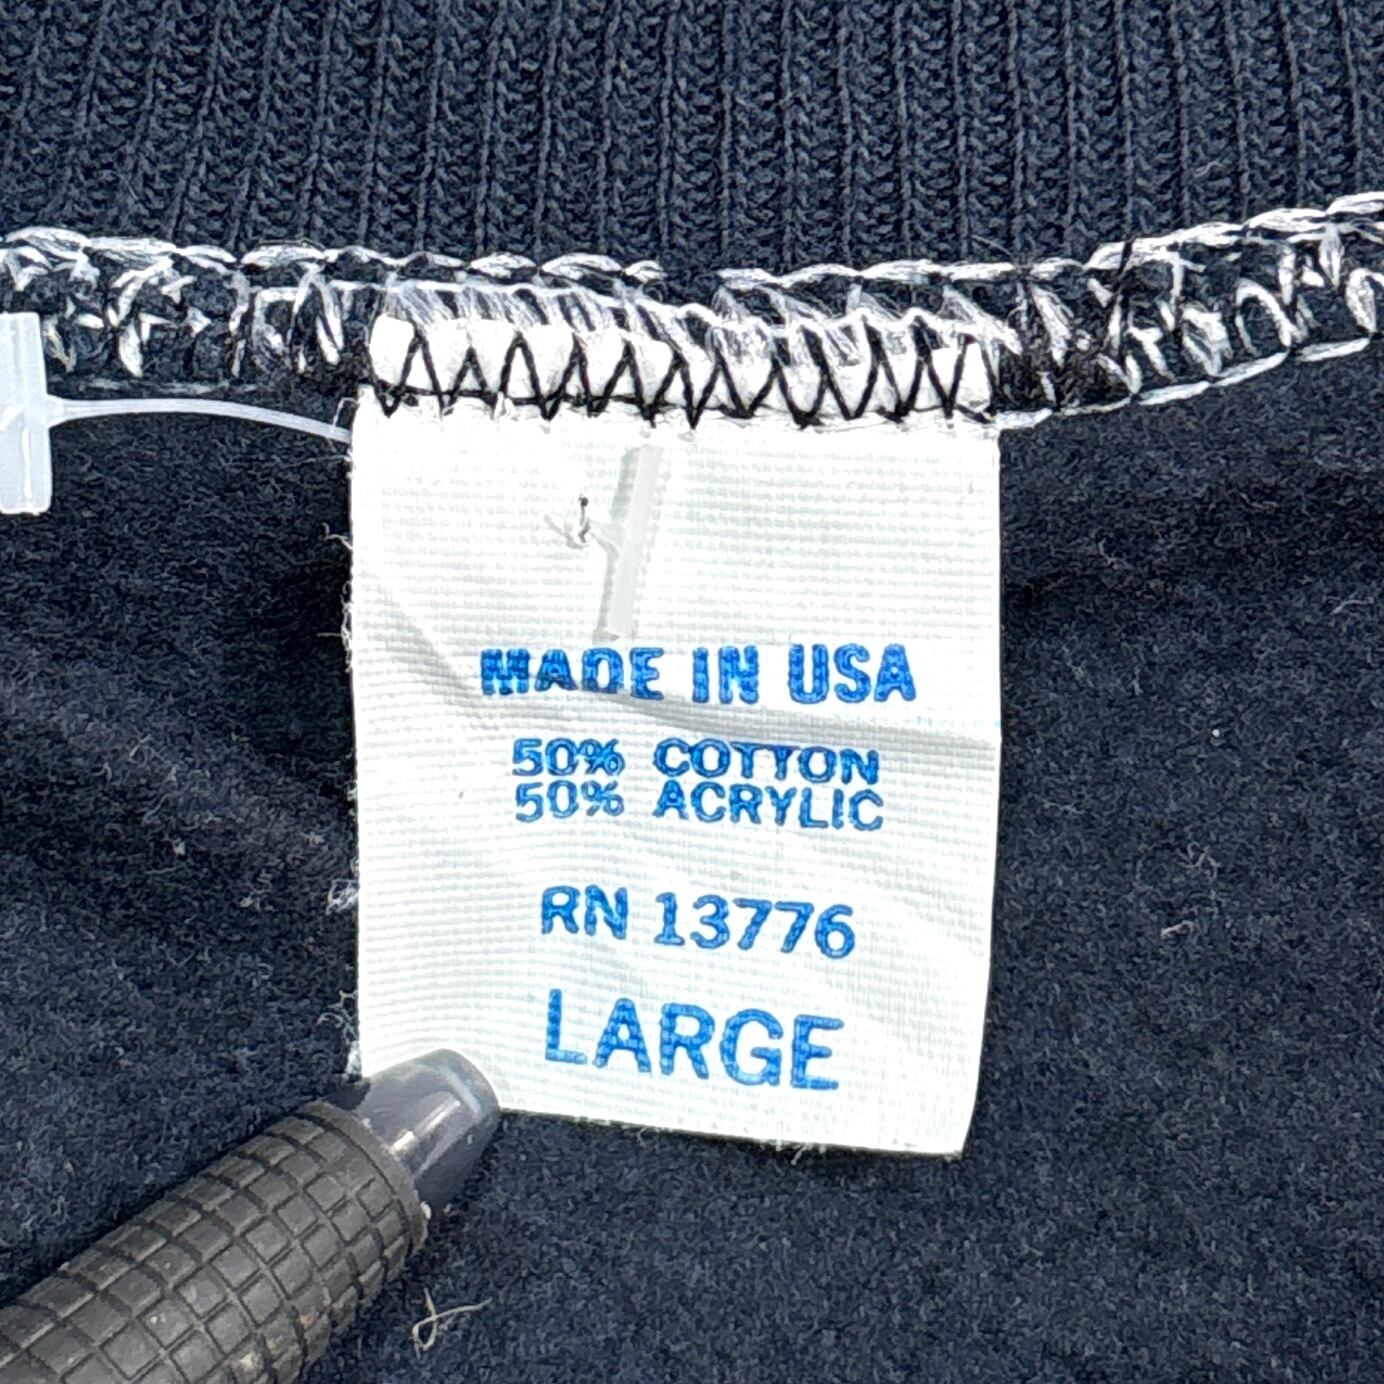 MADE IN USA
50% COTTON
50% ACRYLIC
RN 13776
LARGE